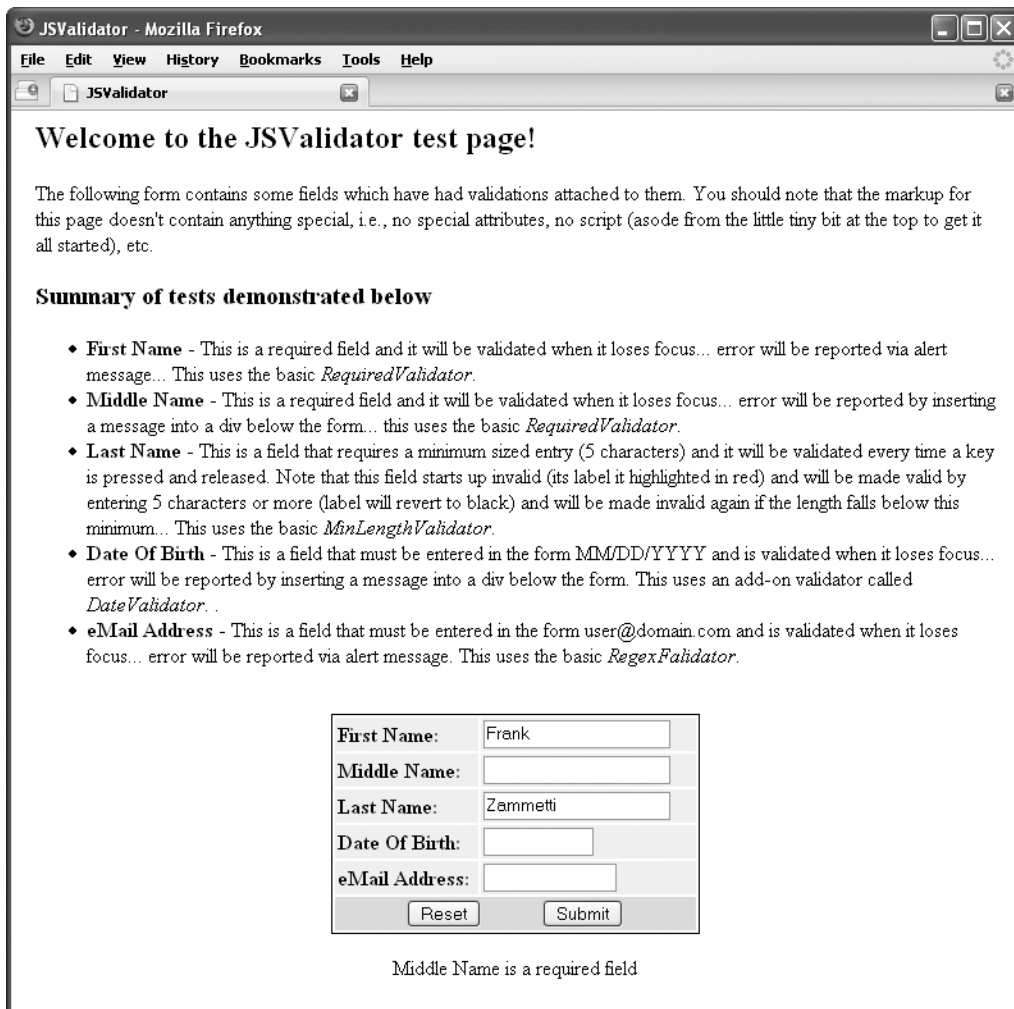 JSValidator - Mozilla Firefox
File Edit View History Bookmarks Tools Help
JSValidator
Welcome to the JSValidator test page!
The following form contains some fields which have had validations attached to them. You should note that the markup for
this page doesn't contain anything special, i.e., no special attributes, no script (asode from the little tiny bit at the top to get it
all started), etc.
Summary of tests demonstrated below
• First Name - This is a required field and it will be validated when it loses focus... error will be reported via alert
message... This uses the basic RequiredValidator.
• Middle Name - This is a required field and it will be validated when it loses focus... error will be reported by inserting
a message into a div below the form... this uses the basic RequiredValidator.
• Last Name - This is a field that requires a minimum sized entry (5 characters) and it will be validated every time a key
is pressed and released. Note that this field starts up invalid (its label it highlighted in red) and will be made valid by
entering 5 characters or more (label will revert to black) and will be made invalid again if the length falls below this
minimum... This uses the basic MinLengthValidator.
• Date Of Birth - This is a field that must be entered in the form MM/DD/YYYY and is validated when it loses focus...
error will be reported by inserting a message into a div below the form. This uses an add-on validator called
DateValidator. .
• eMail Address - This is a field that must be entered in the form user@domain.com and is validated when it loses
focus... error will be reported via alert message. This uses the basic RegexFalidator.
First Name: Frank
Middle Name:
Last Name: Zammetti
Date Of Birth:
eMail Address:
Reset Submit
Middle Name is a required field